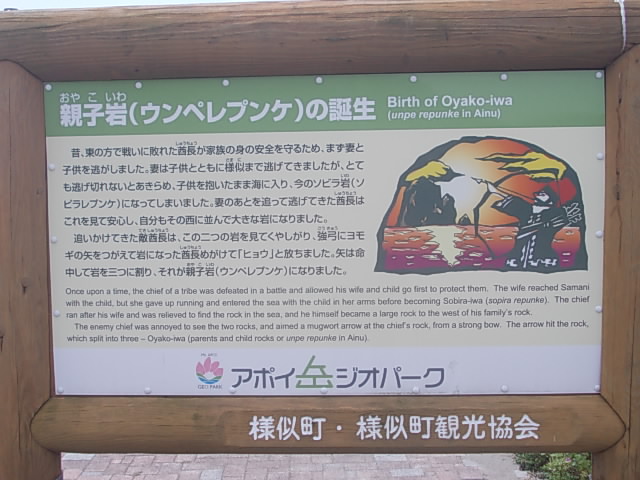 親子岩(ウンペレプンケ)の誕生
おや こ いわ
Birth of Oyako-iwa
(unpe repunke in Ainu)
昔、東の方で戦いに敗れた酋長が家族の身の安全を守るため、まず妻と
子供を逃がしました。妻は子供とともに様似まで逃げてきましたが、とて
も逃げ切れないとあきらめ、子供を抱いたまま海に入り、今のソビラ岩(ソ
ピラレプンケ)になってしまいました。妻のあとを追って逃げてきた酋長は
これを見て安心し、自分もその西に並んで大きな岩になりました。
追いかけてきた敵酋長は、この二つの岩を見てくやしがり、強弓にヨモ
ギの矢をつがえて岩になった酋長めがけて「ヒョウ」と放ちました。矢は命
中して岩を三つに割り、それが親子岩(ウンペレプンケ)になりました。
Once upon a time, the chief of a tribe was defeated in a battle and allowed his wife and child go first to protect them. The wife reached Samani
with the child, but she gave up running and entered the sea with the child in her arms before becoming Sobira-iwa (sopira repunke). The chief
ran after his wife and was relieved to find the rock in the sea, and he himself became a large rock to the west of his family's rock.
The enemy chief was annoyed to see the two rocks, and aimed a mugwort arrow at the chief's rock, from a strong bow. The arrow hit the rock,
which split into three – Oyako-iwa (parents and child rocks or unpe repunke in Ainu).
GEO PARK
アポイ岳ジオパーク
様似町・様似町観光協会